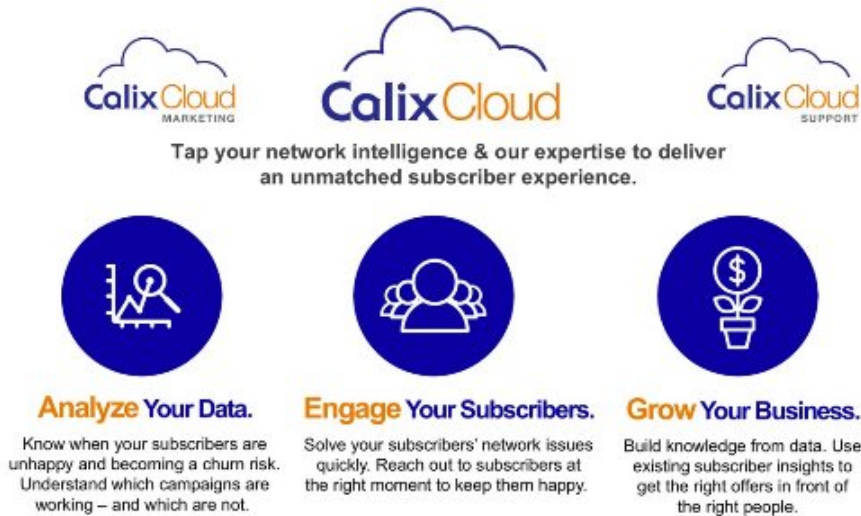 Calix Cloud
MARKETING
Calix Cloud
Calix Cloud
SUPPORT
Tap your network intelligence & our expertise to deliver
an unmatched subscriber experience.
$
Analyze Your Data.
Know when your subscribers are
unhappy and becoming a churn risk.
Understand which campaigns are
working – and which are not.
Engage Your Subscribers.
Solve your subscribers' network issues
quickly. Reach out to subscribers at
the right moment to keep them happy.
Grow Your Business.
Build knowledge from data. Use
existing subscriber insights to
get the right offers in front of
the right people.